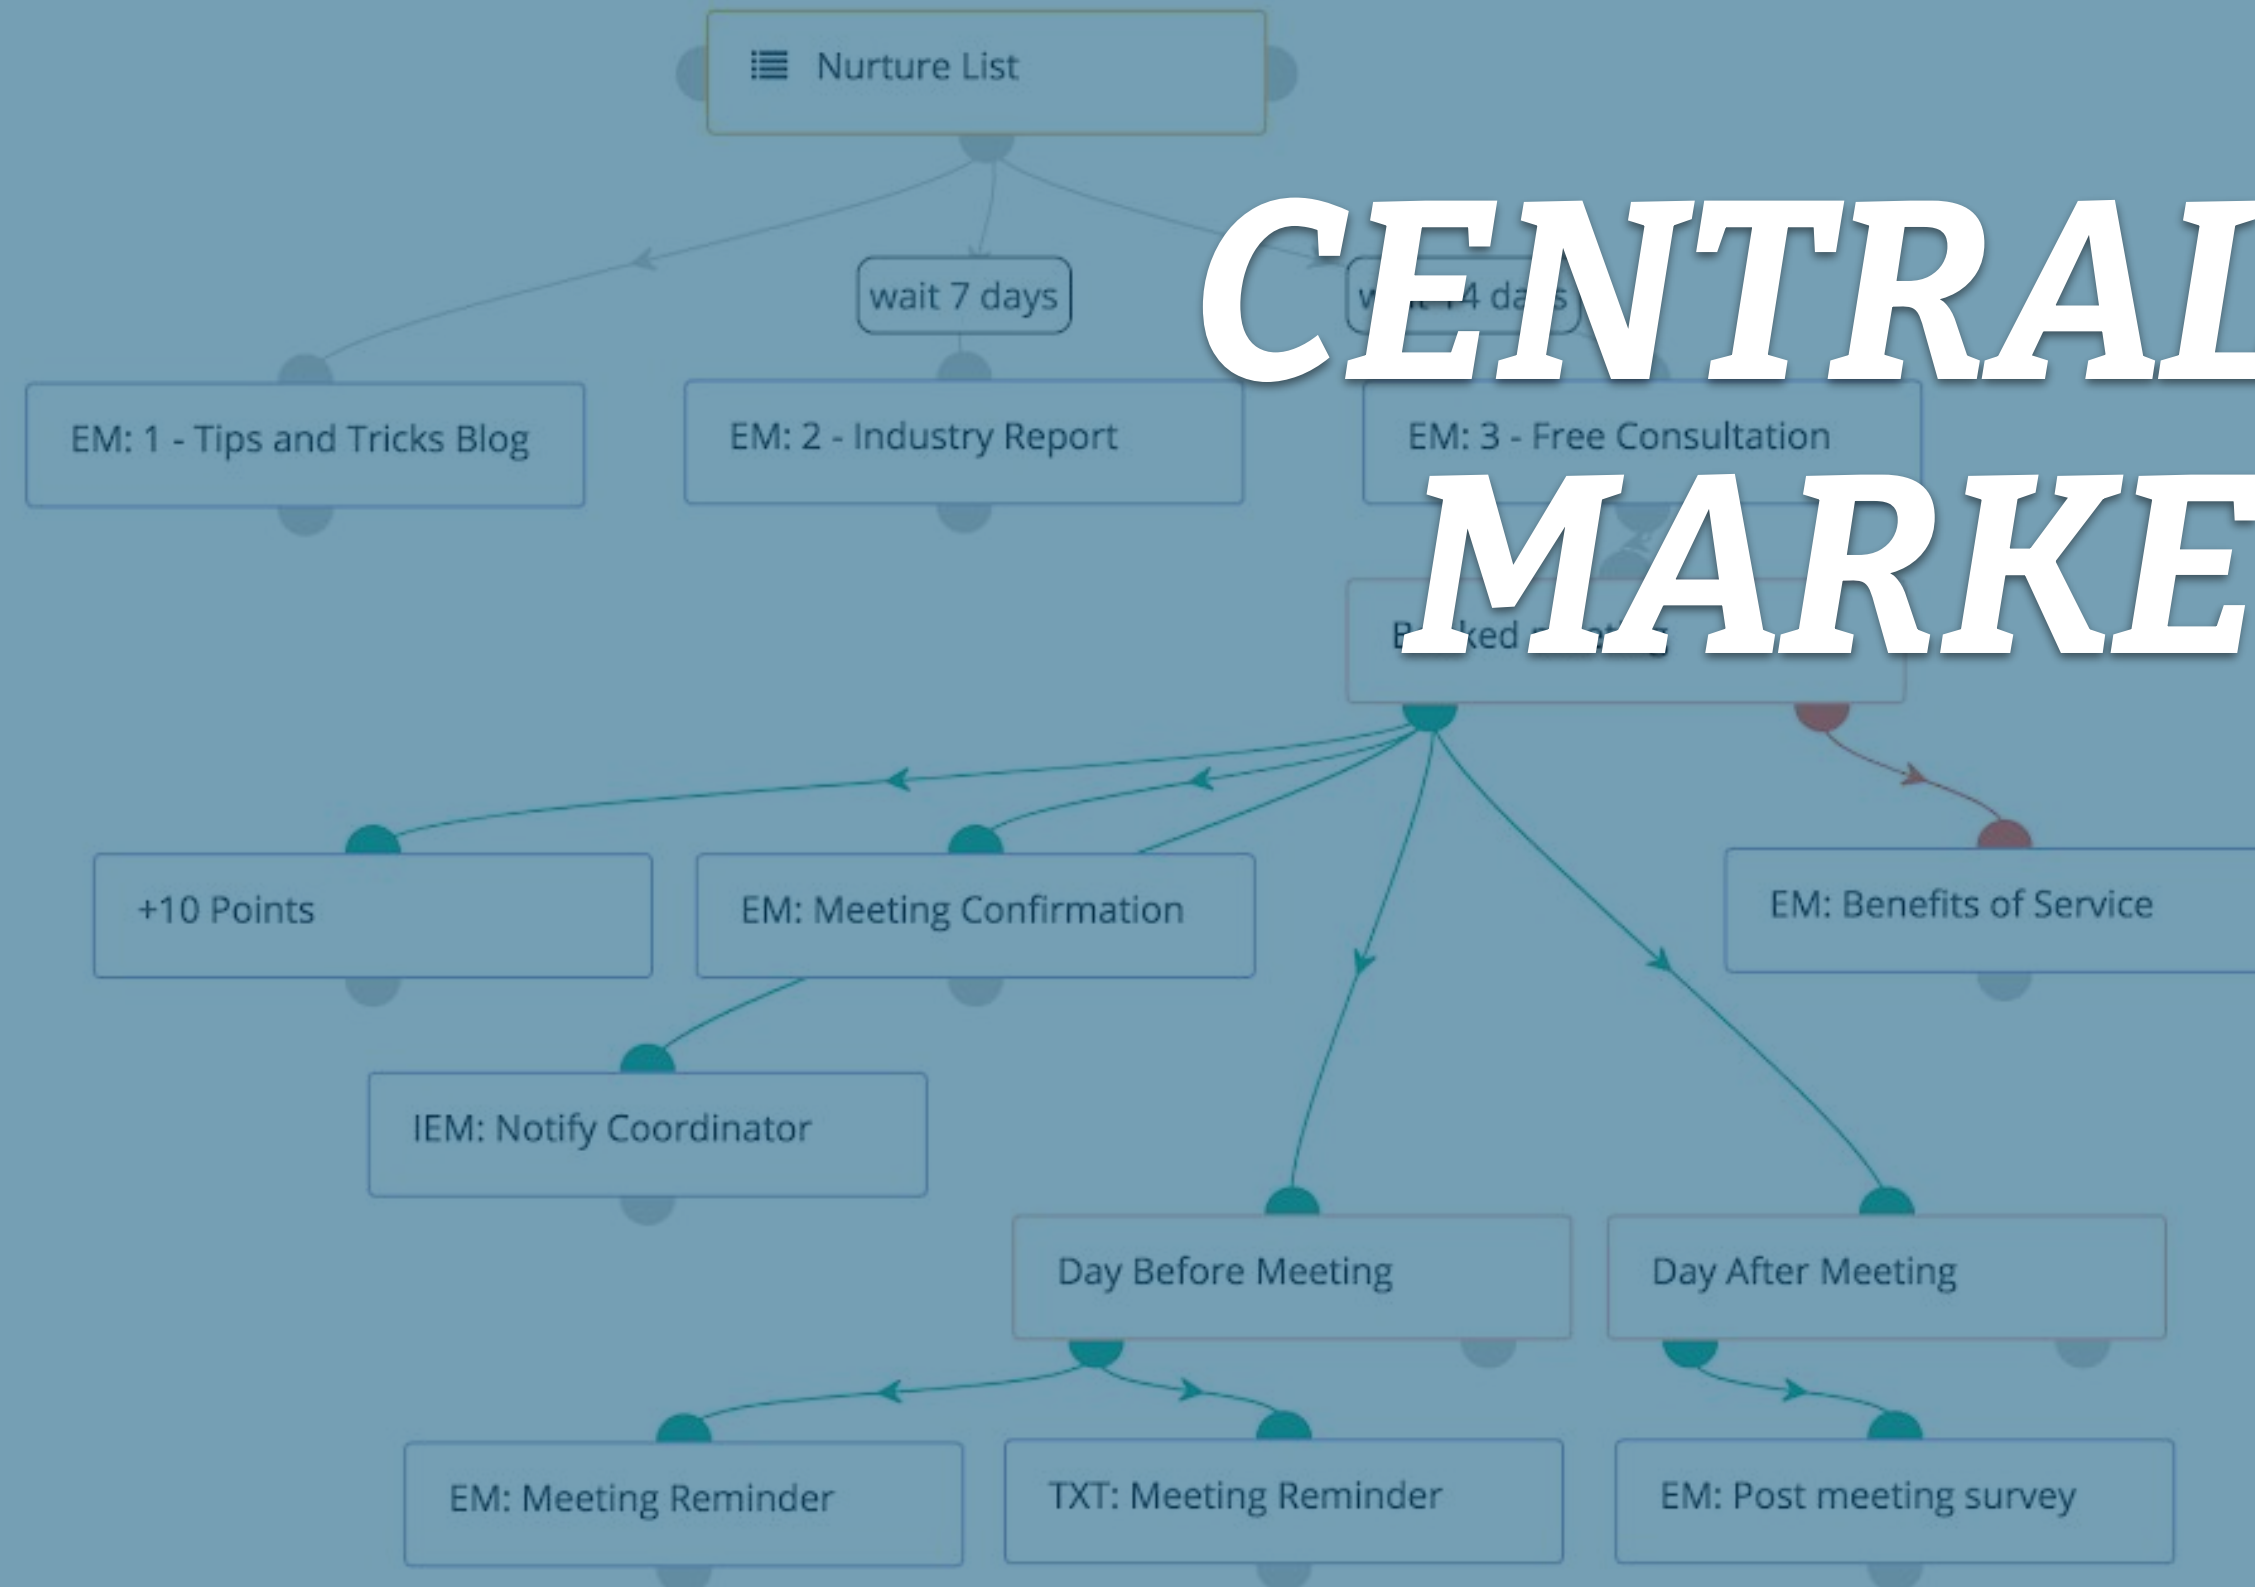 Nurture List
CENTRAL
wait 7 days
EM: 1 - Tips and Tricks Blog
EM: 2 - Industry Report
EM: 3 - Free Consultation
MARKE
+10 Points
EM: Meeting Confirmation
EM: Benefits of Service
IEM: Notify Coordinator
Day Before Meeting
Day After Meeting
EM: Meeting Reminder
TXT: Meeting Reminder
EM: Post meeting survey